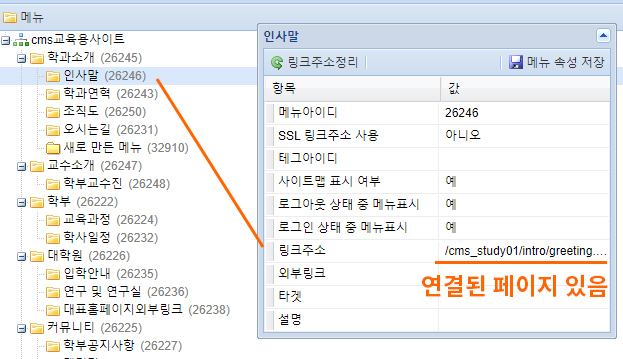 메뉴
cms교육용사이트
학과소개 (26245)
인사말 (26246)
학과연혁 (26243)
조직도 (26250)
오시는길 (26231)
새로 만든 메뉴 (32910)
교수소개 (26247)
학부교수진 (26248)
학부 (26222)
교육과정 (26224)
학사일정 (26232)
대학원 (26226)
입학안내 (26235)
연구 및 연구실 (26236)
대표홈페이지외부링크 (26238)
커뮤니티 (26225)
학부공지사항 (26227)
인사말
링크주소정리 메뉴 속성 저장
항목 값
메뉴아이디 26246
SSL 링크주소 사용 아니오
테그아이디
사이트맵 표시 여부 예
로그아웃 상태 중 메뉴표시 예
로그인 상태 중 메뉴표시 예
링크주소 /cms_study01/intro/greeting....
외부링크
타겟
설명
연결된 페이지 있음